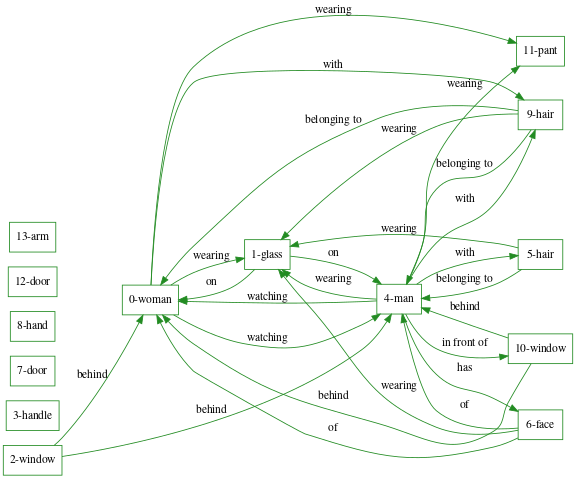 wearing
11-pant
with
wearing
9-hair
belonging to
wearing
belonging to
with
13-arm
wearing
1-glass
on
5-hair
wearing
with
12-door
on
wearing
belonging to
0-woman
watching
4-man
behind
8-hand
watching
in front of
10-window
has
7-door
behind
wearing
behind
of
3-handle
behind
of
6-face
2-window